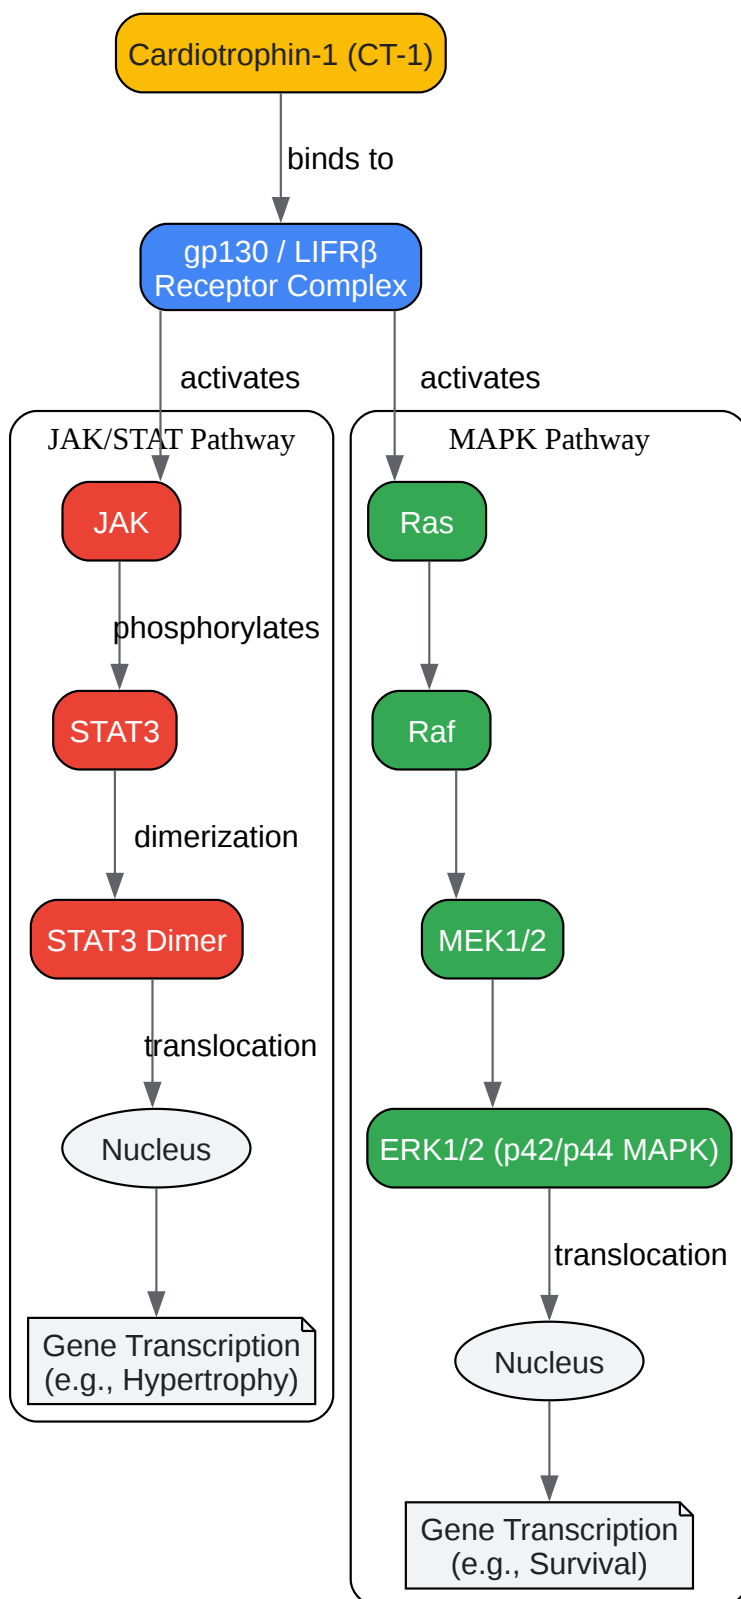 Cardiotrophin-1 (CT-1)
binds to
gp130 / LIFRβ
Receptor Complex
activates
activates
JAK/STAT Pathway
JAK
phosphorylates
STAT3
dimerization
STAT3 Dimer
translocation
Nucleus
Gene Transcription
(e.g., Hypertrophy)
MAPK Pathway
Ras
Raf
MEK1/2
ERK1/2 (p42/p44 MAPK)
translocation
Nucleus
Gene Transcription
(e.g., Survival)